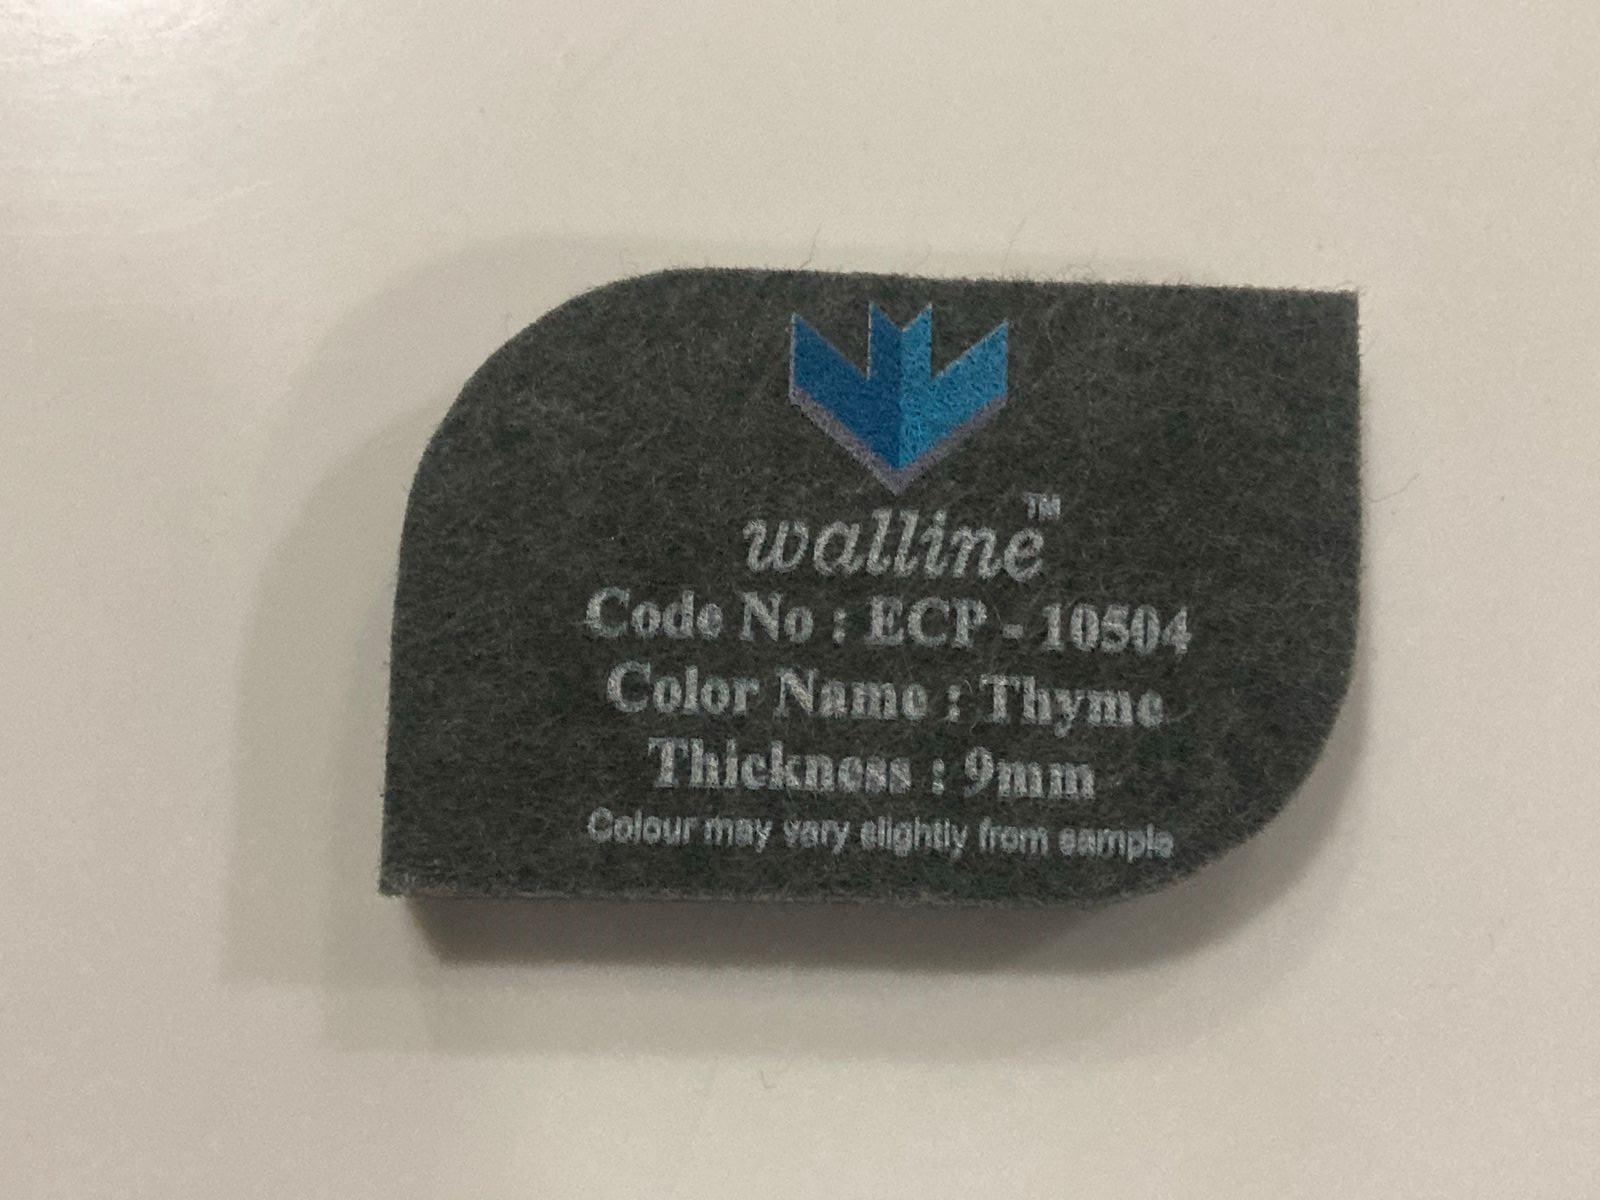 walline™
Code No : ECP - 10504
Color Name : Thyme
Thickness : 9mm
Colour may vary slightly from sample